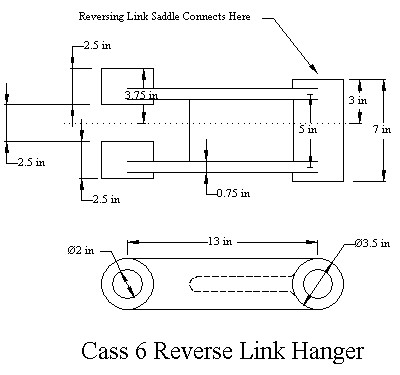 Reversing Link Saddle Connects Here
2.5 in
3.75 in
3 in
5 in
7 in
2.5 in
2.5 in
0.75 in
13 in
Ø2 in
Ø3.5 in
Cass 6 Reverse Link Hanger